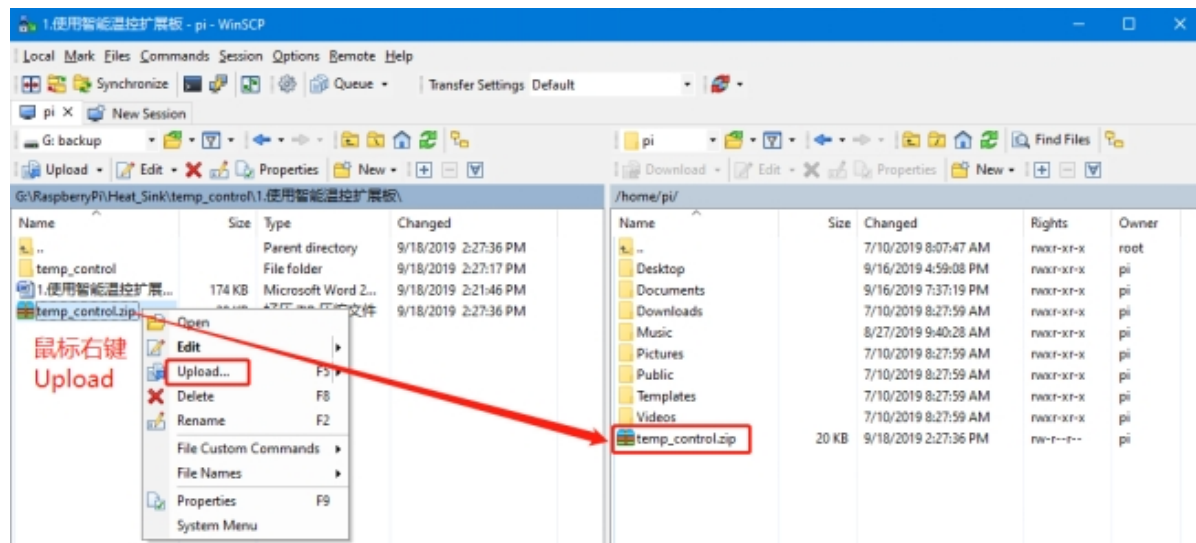 1.使用智能温控扩展板 - pi - WinSCP
Local Mark Files Commands Session Options Remote Help
Synchronize Queue Transfer Settings Default
pi X New Session
G: backup
pi Find Files
Upload Edit Properties New
Download Edit Properties New
G:\RaspberryPi\Heat_Sink\temp_control\1.使用智能温控扩展板\
/home/pi/
Name Size Type Changed
.. Parent directory 9/18/2019 2:27:36 PM
temp_control File folder 9/18/2019 2:27:17 PM
1.使用智能温控扩展... 174 KB Microsoft Word 2... 9/18/2019 2:21:46 PM
temp_control.zip 压缩文件 9/18/2019 2:27:36 PM
鼠标右键
Upload
Open
Edit
Upload... F5
Delete F8
Rename F2
File Custom Commands
File Names
Properties F9
System Menu
Name Size Changed Rights Owner
.. 7/10/2019 8:07:47 AM rwxr-xr-x root
Desktop 9/16/2019 4:59:08 PM rwxr-xr-x pi
Documents 9/16/2019 7:37:19 PM rwxr-xr-x pi
Downloads 7/10/2019 8:27:59 AM rwxr-xr-x pi
Music 8/27/2019 9:40:28 AM rwxr-xr-x pi
Pictures 7/10/2019 8:27:59 AM rwxr-xr-x pi
Public 7/10/2019 8:27:59 AM rwxr-xr-x pi
Templates 7/10/2019 8:27:59 AM rwxr-xr-x pi
Videos 7/10/2019 8:27:59 AM rwxr-xr-x pi
temp_control.zip 20 KB 9/18/2019 2:27:36 PM rw-r--r-- pi